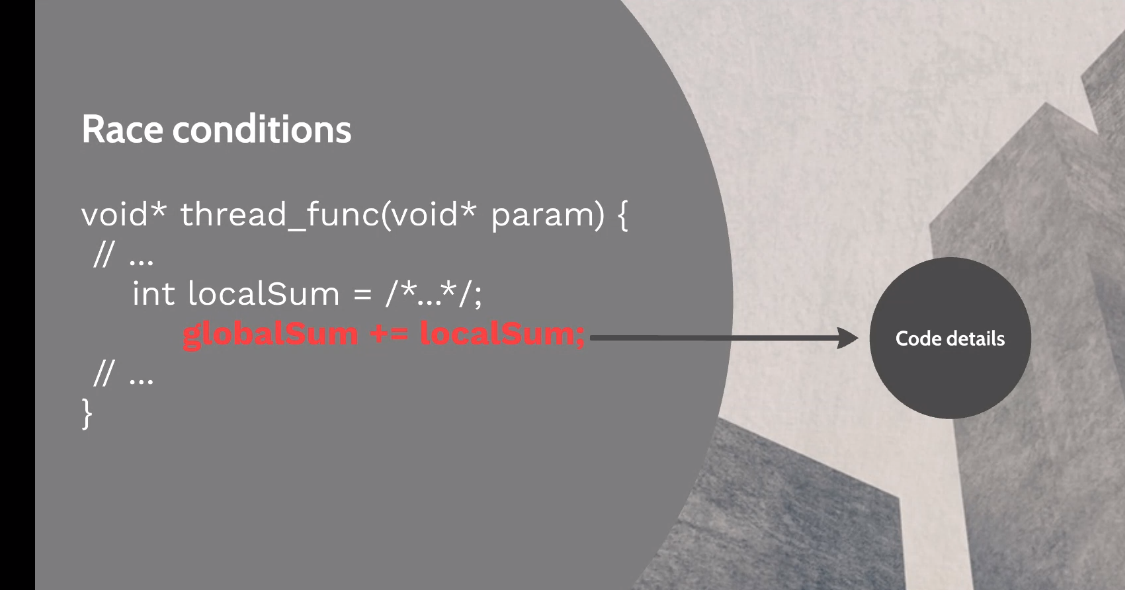 Race conditions
void* thread_func(void* param) {
// ...
int localSum = /*...*/;
globalSum += localSum;
// ...
}
Code details